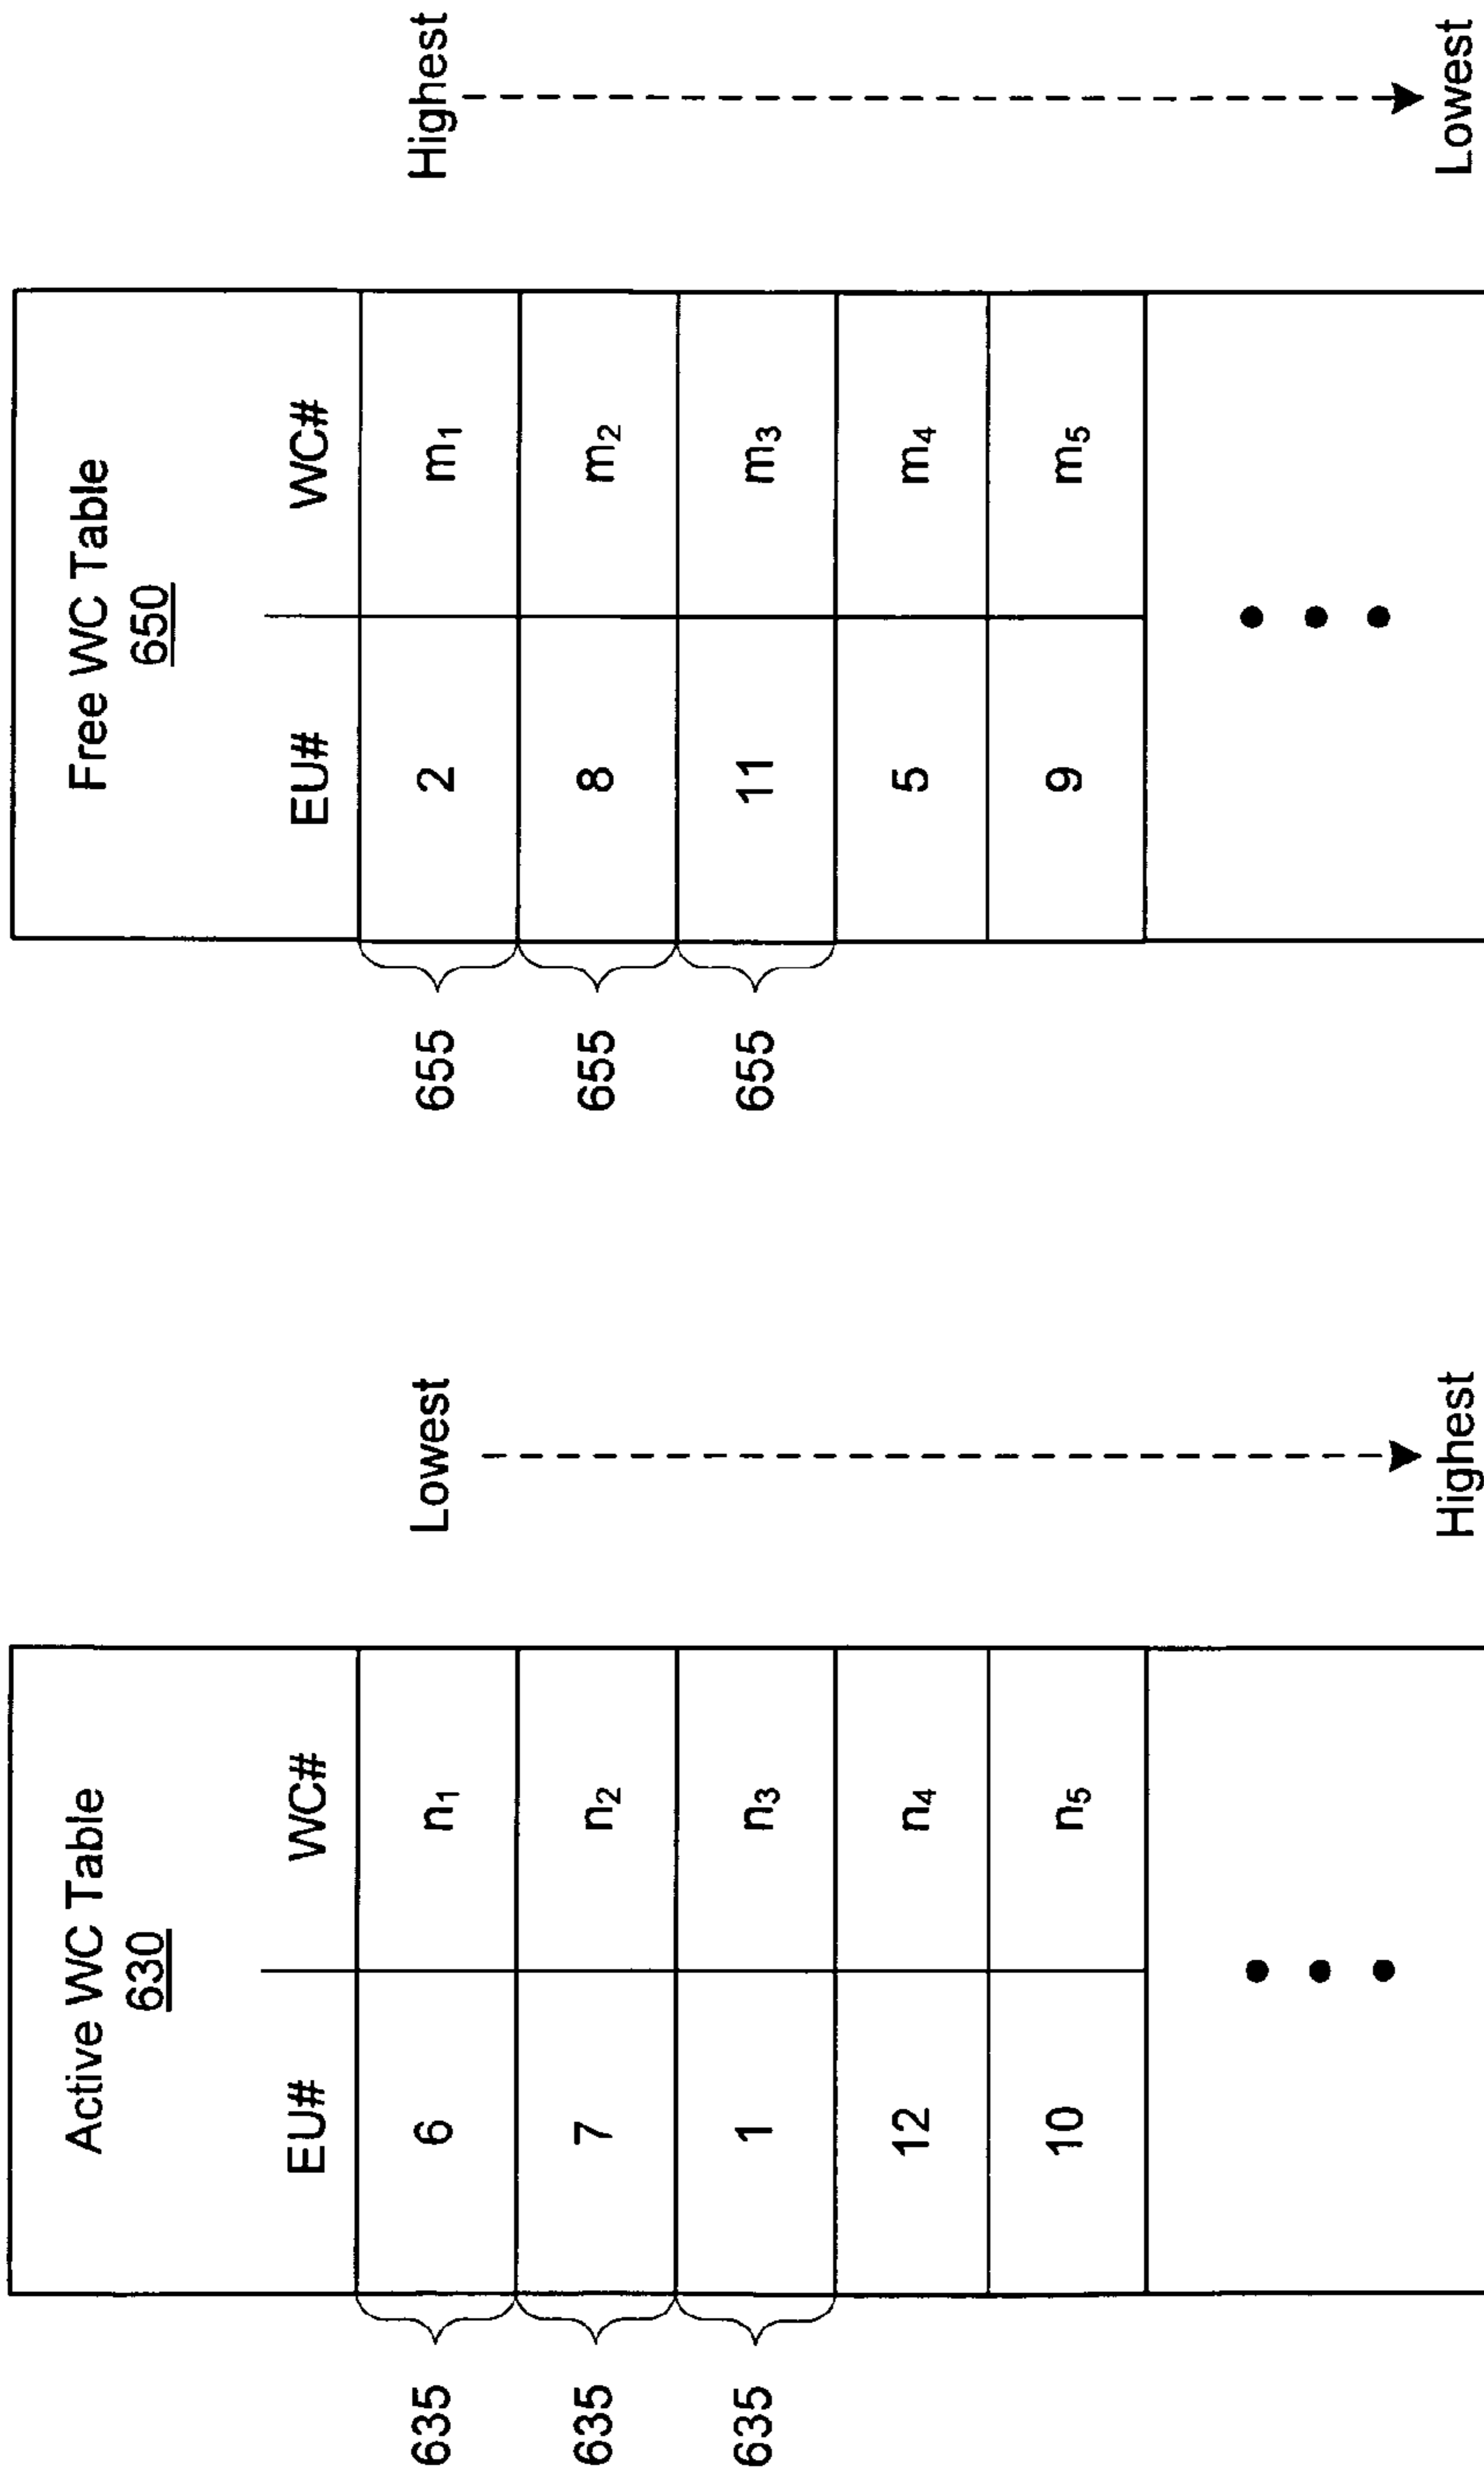 Active WC Table
630
EU# WC#
635 6 n₁ Lowest
635 7 n₂
635 1 n₃
12 n₄
10 n₅
Highest
Free WC Table
650
EU# WC#
655 2 m₁ Highest
655 8 m₂
655 11 m₃
5 m₄
9 m₅
Lowest